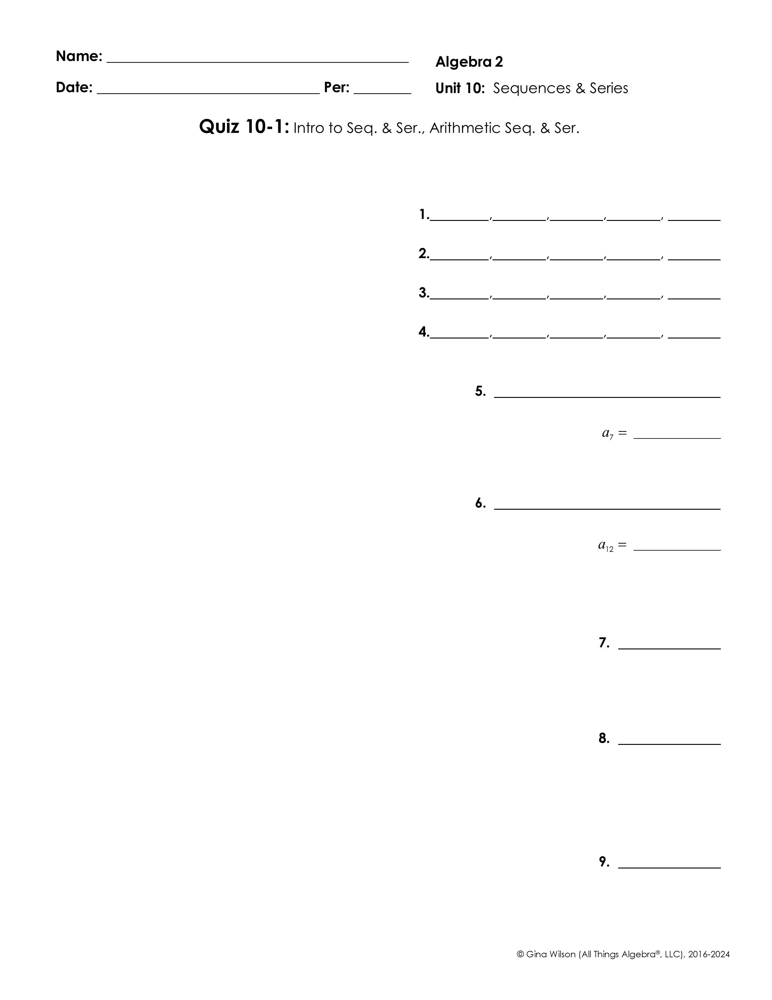 Name: ____________________
Algebra 2
Date: ____________________ Per: ________
Unit 10: Sequences & Series
Quiz 10-1: Intro to Seq. & Ser., Arithmetic Seq. & Ser.
1.________,________,________,________, ________
2.________,________,________,________, ________
3.________,________,________,________, ________
4.________,________,________,________, ________
5. ____________________
a₇ = ________
6. ____________________
a₁₂ = ________
7. ________
8. ________
9. ________
© Gina Wilson (All Things Algebra®, LLC), 2016-2024